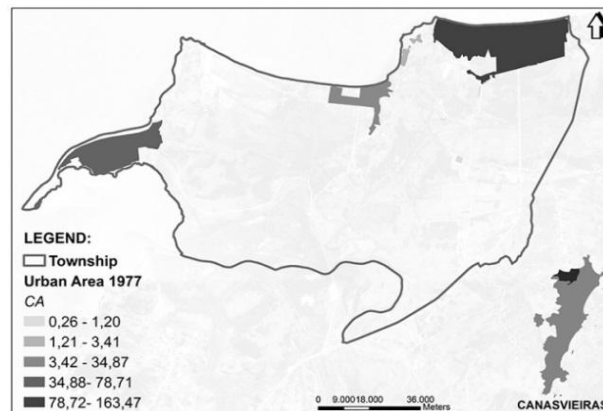 LEGEND:
Township
Urban Area 1977
CA
0,26 - 1,20
1,21 - 3,41
3,42 - 34,87
34,88- 78,71
78,72- 163,47
0 9.00018.000 36.000
Meters
CANASVIEIRAS